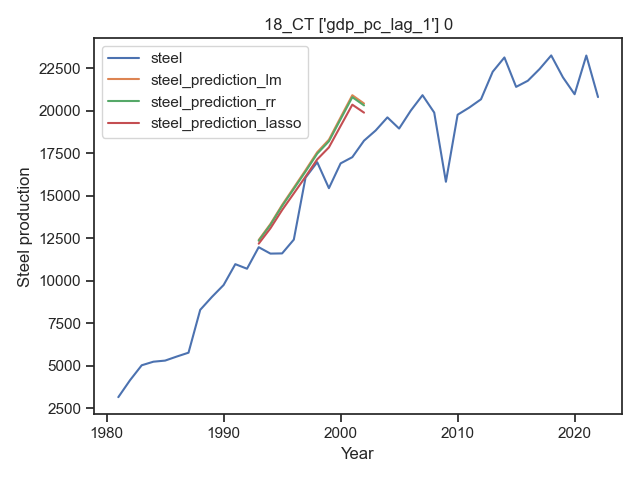 18_CT ['gdp_pc_lag_1'] 0
steel
steel_prediction_lm
steel_prediction_rr
steel_prediction_lasso
22500
20000
17500
15000
12500
10000
7500
5000
2500
Steel production
1980
1990
2000
2010
2020
Year